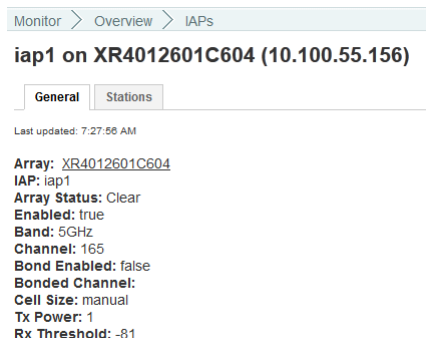 Monitor > Overview > IAPs
iap1 on XR4012601C604 (10.100.55.156)
General Stations
Last updated: 7:27:56 AM
Array: XR4012601C604
IAP: iap1
Array Status: Clear
Enabled: true
Band: 5GHz
Channel: 165
Bond Enabled: false
Bonded Channel:
Cell Size: manual
Tx Power: 1
Rx Threshold: -81